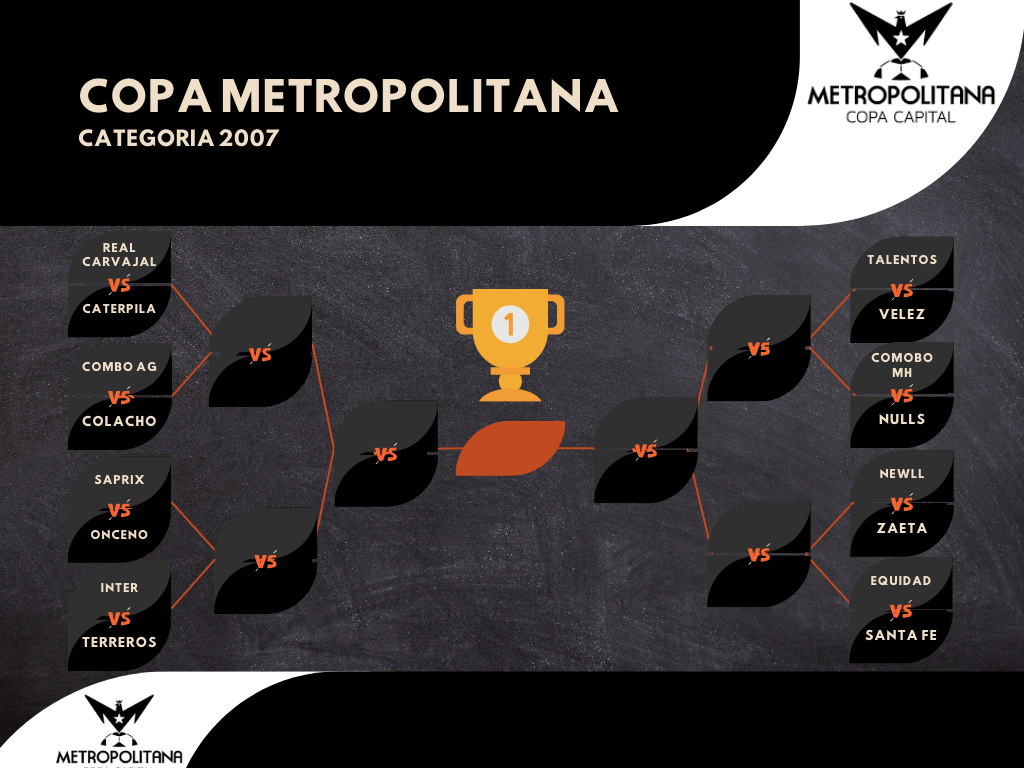 COPA METROPOLITANA
CATEGORIA 2007
METROPOLITANA
COPA CAPITAL
REAL
CARVAJAL
VS
CATERPILA
COMBO AG
VS
COLACHO
SAPRIX
VS
ONCENO
INTER
VS
TERREROS
VS
VS
VS
1
VS
VS
VS
TALENTOS
VS
VELEZ
COMOBO
MH
VS
NULLS
NEWLL
VS
ZAETA
EQUIDAD
VS
SANTA FE
METROPOLITANA